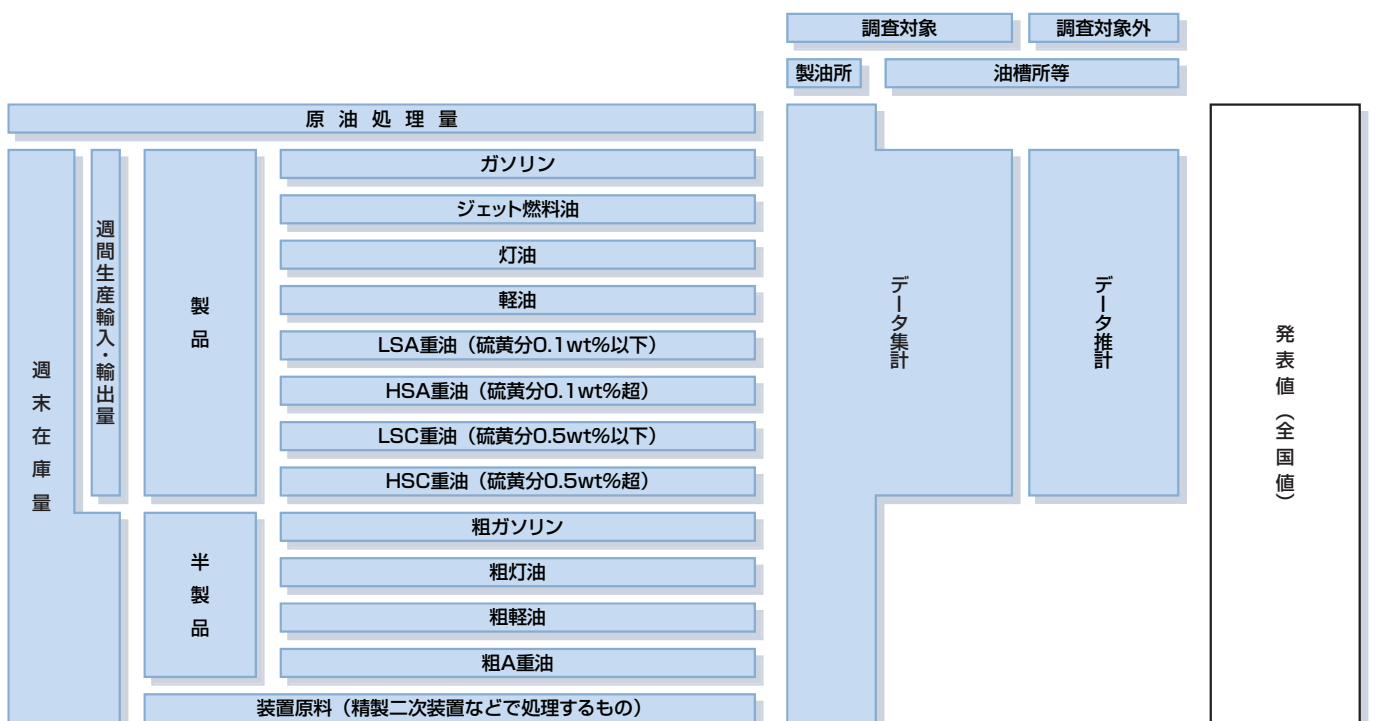 調査対象
調査対象外
製油所
油槽所等
原油処理量
週末在庫量
週間生産輸入・輸出量
製品
ガソリン
ジェット燃料油
灯油
軽油
LSA重油（硫黄分0.1wt%以下）
HSA重油（硫黄分0.1wt%超）
LSC重油（硫黄分0.5wt%以下）
HSC重油（硫黄分0.5wt%超）
半製品
粗ガソリン
粗灯油
粗軽油
粗A重油
装置原料（精製二次装置などで処理するもの）
データ集計
データ推計
発表値（全国値）